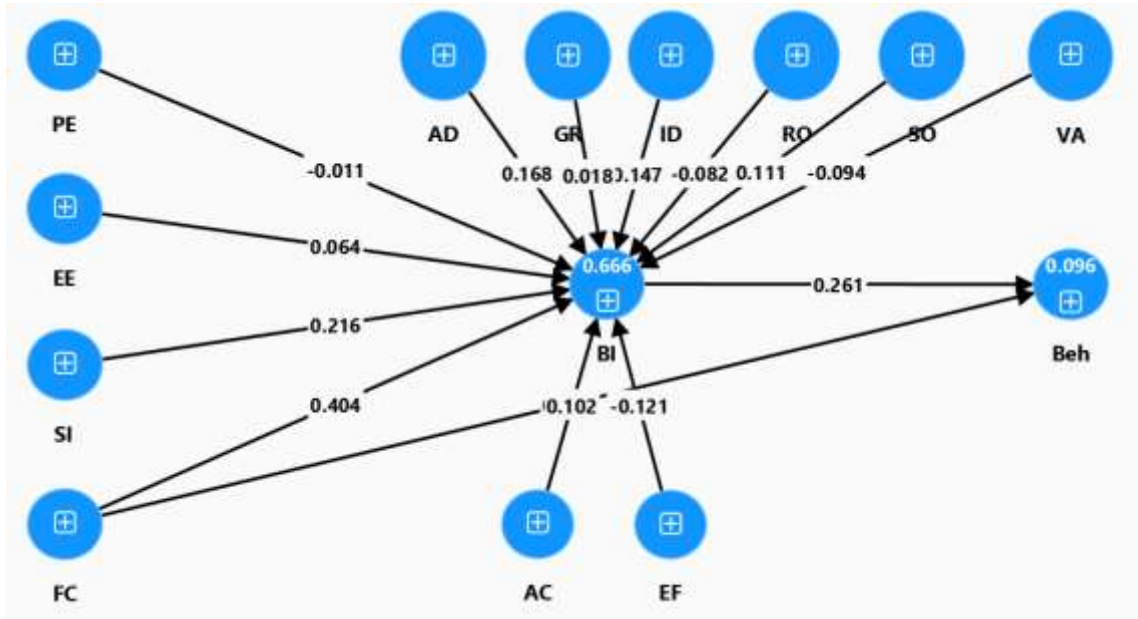 PE
AD
GR
ID
RO
SO
VA
-0.011
0.168
0.018
0.147
-0.082
0.111
-0.094
EE
0.064
0.666
0.261
0.096
SI
0.216
BI
Beh
0.404
0.102
-0.121
FC
AC
EF